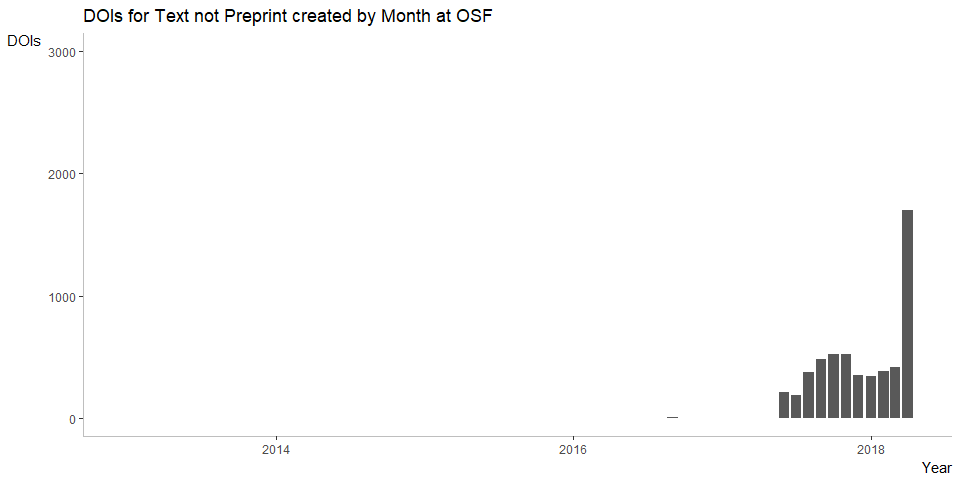 DOIs for Text not Preprint created by Month at OSF
DOIs
3000
2000
1000
0
2014 2016 2018
Year